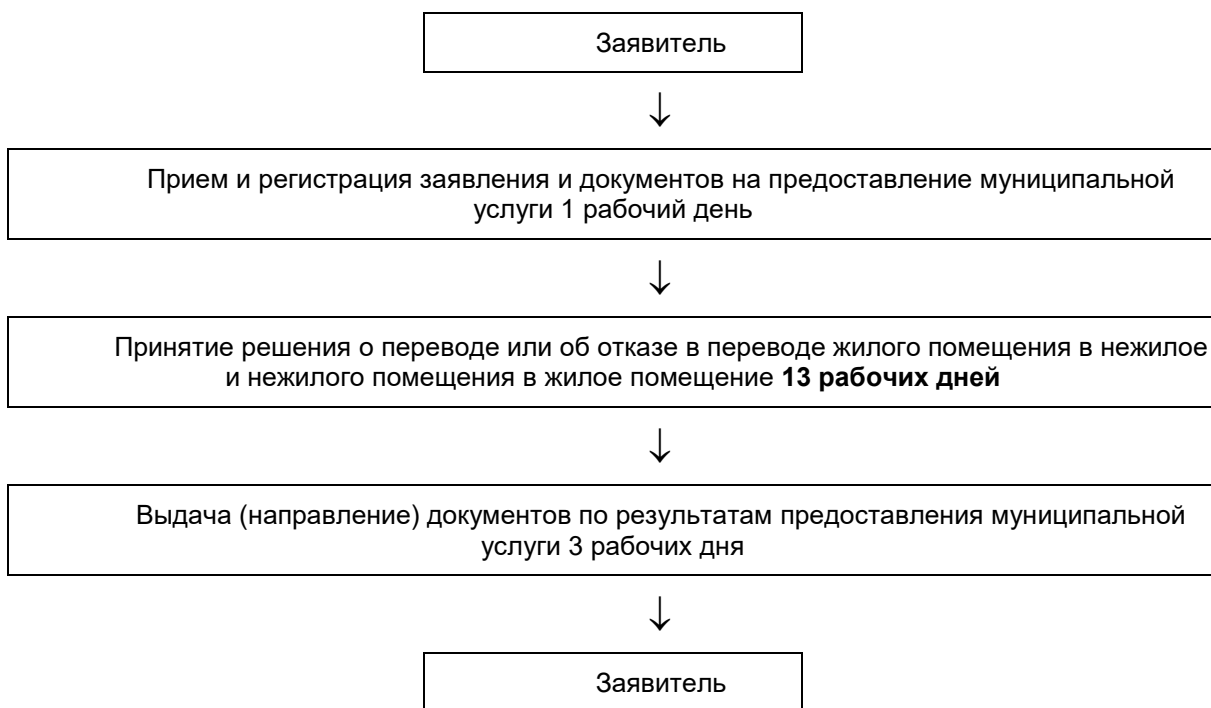 Заявитель
↓
Прием и регистрация заявления и документов на предоставление муниципальной
услуги 1 рабочий день
↓
Принятие решения о переводе или об отказе в переводе жилого помещения в нежилое
и нежилого помещения в жилое помещение 13 рабочих дней
↓
Выдача (направление) документов по результатам предоставления муниципальной
услуги 3 рабочих дня
↓
Заявитель